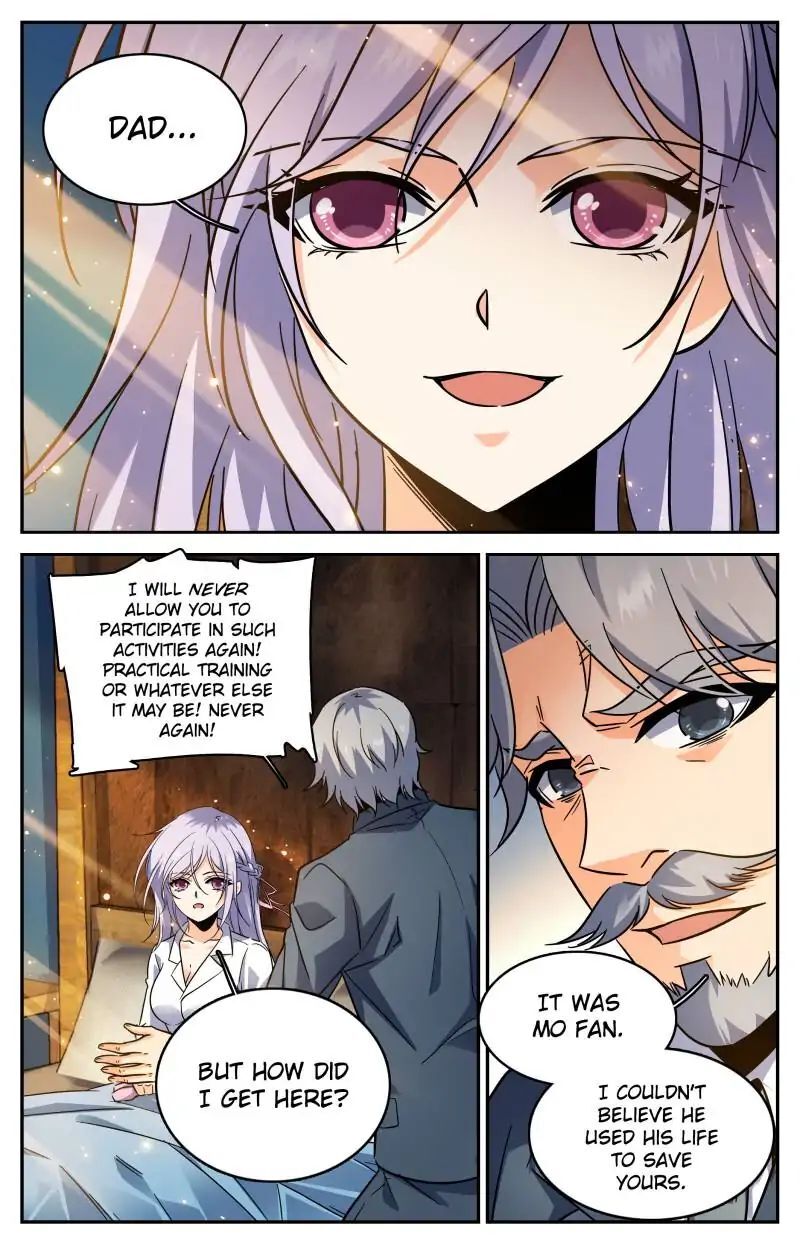 DAD...
I WILL NEVER
ALLOW YOU TO
PARTICIPATE IN SUCH
ACTIVITIES AGAIN!
PRACTICAL TRAINING
OR WHATEVER ELSE
IT MAY BE! NEVER
AGAIN!
BUT HOW DID
I GET HERE?
IT WAS
MO FAN.
I COULDN'T
BELIEVE HE
USED HIS LIFE
TO SAVE
YOURS.